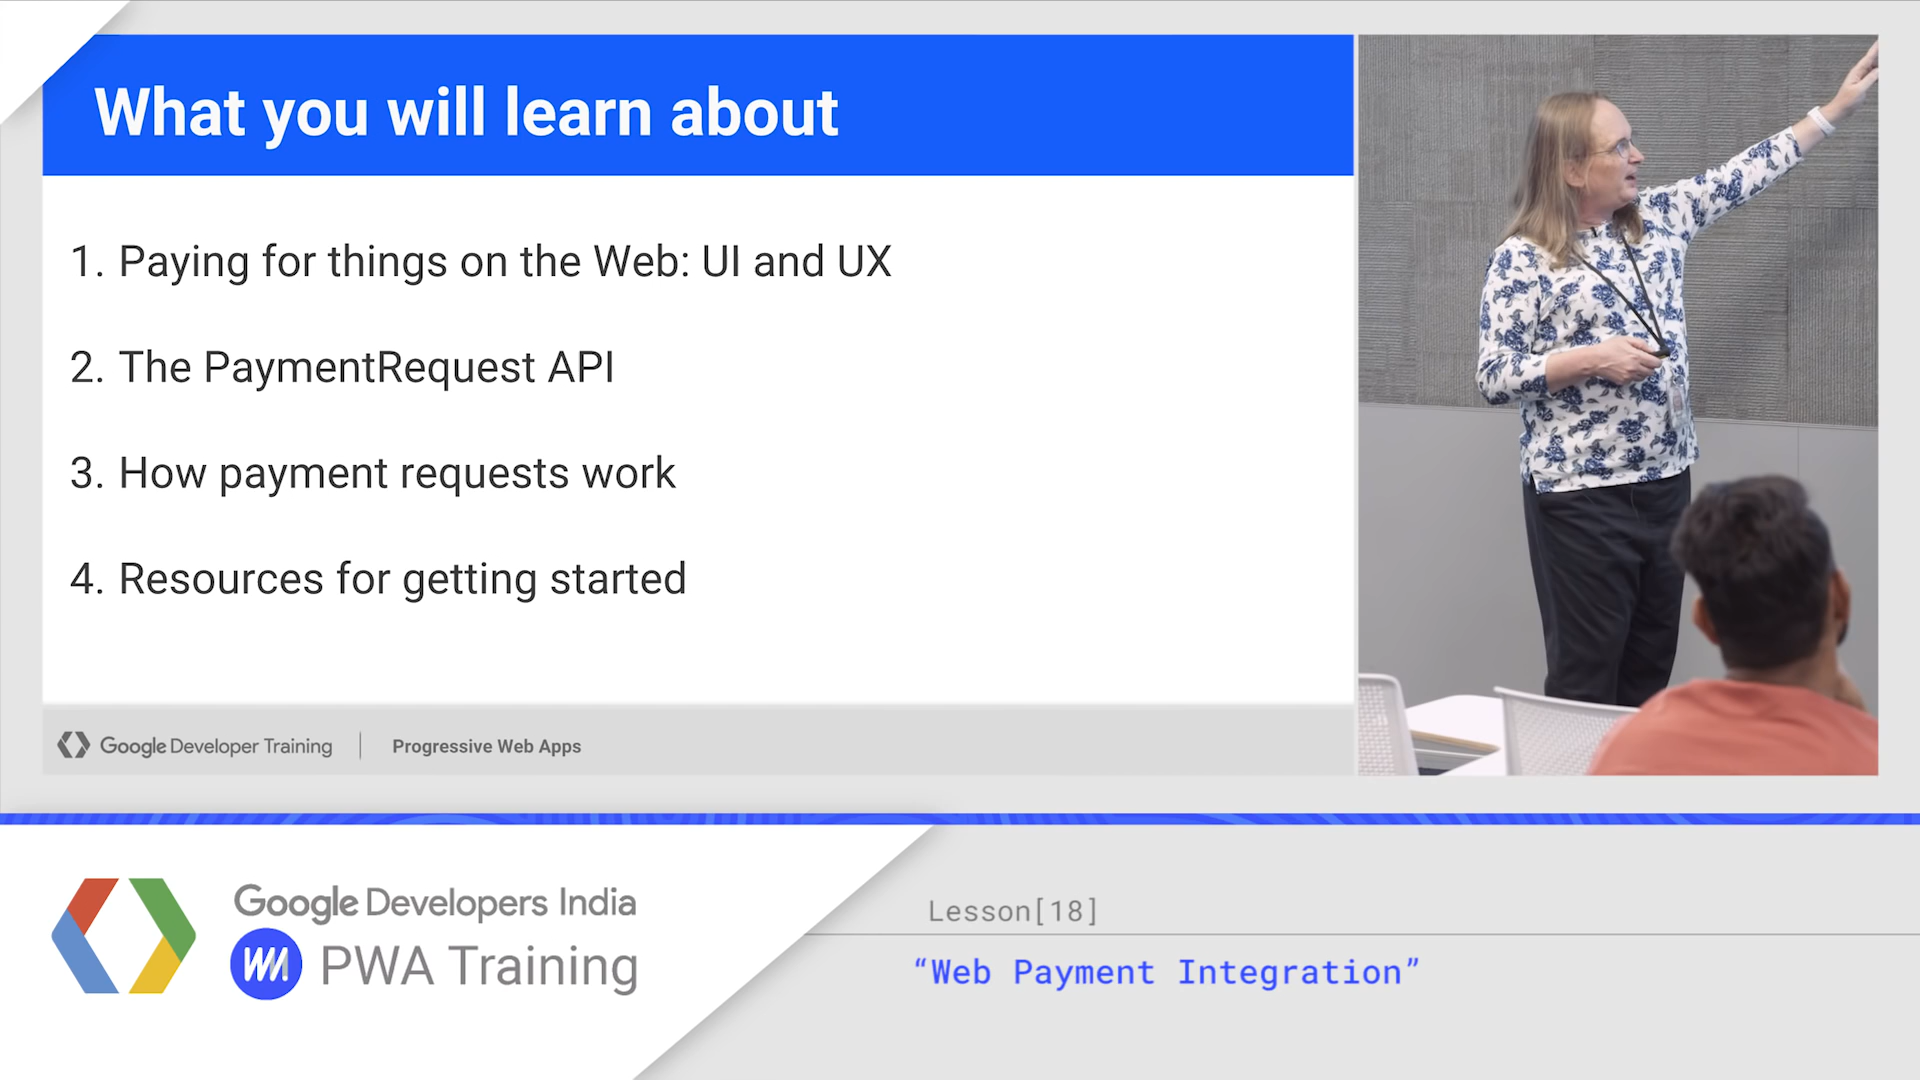 What you will learn about
1. Paying for things on the Web: UI and UX
2. The PaymentRequest API
3. How payment requests work
4. Resources for getting started
Google Developer Training
Progressive Web Apps
Google Developers India
PWA Training
Lesson[18]
“Web Payment Integration”